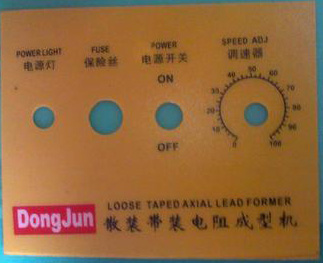 POWER LIGHT
电源灯
FUSE
保险丝
POWER
电源开关
ON
OFF
SPEED ADJ
调速器
0 10 20 30 40 50 60 70 80 90 100
DongJun
LOOSE TAPED AXIAL LEAD FORMER
散装带装电阻成型机